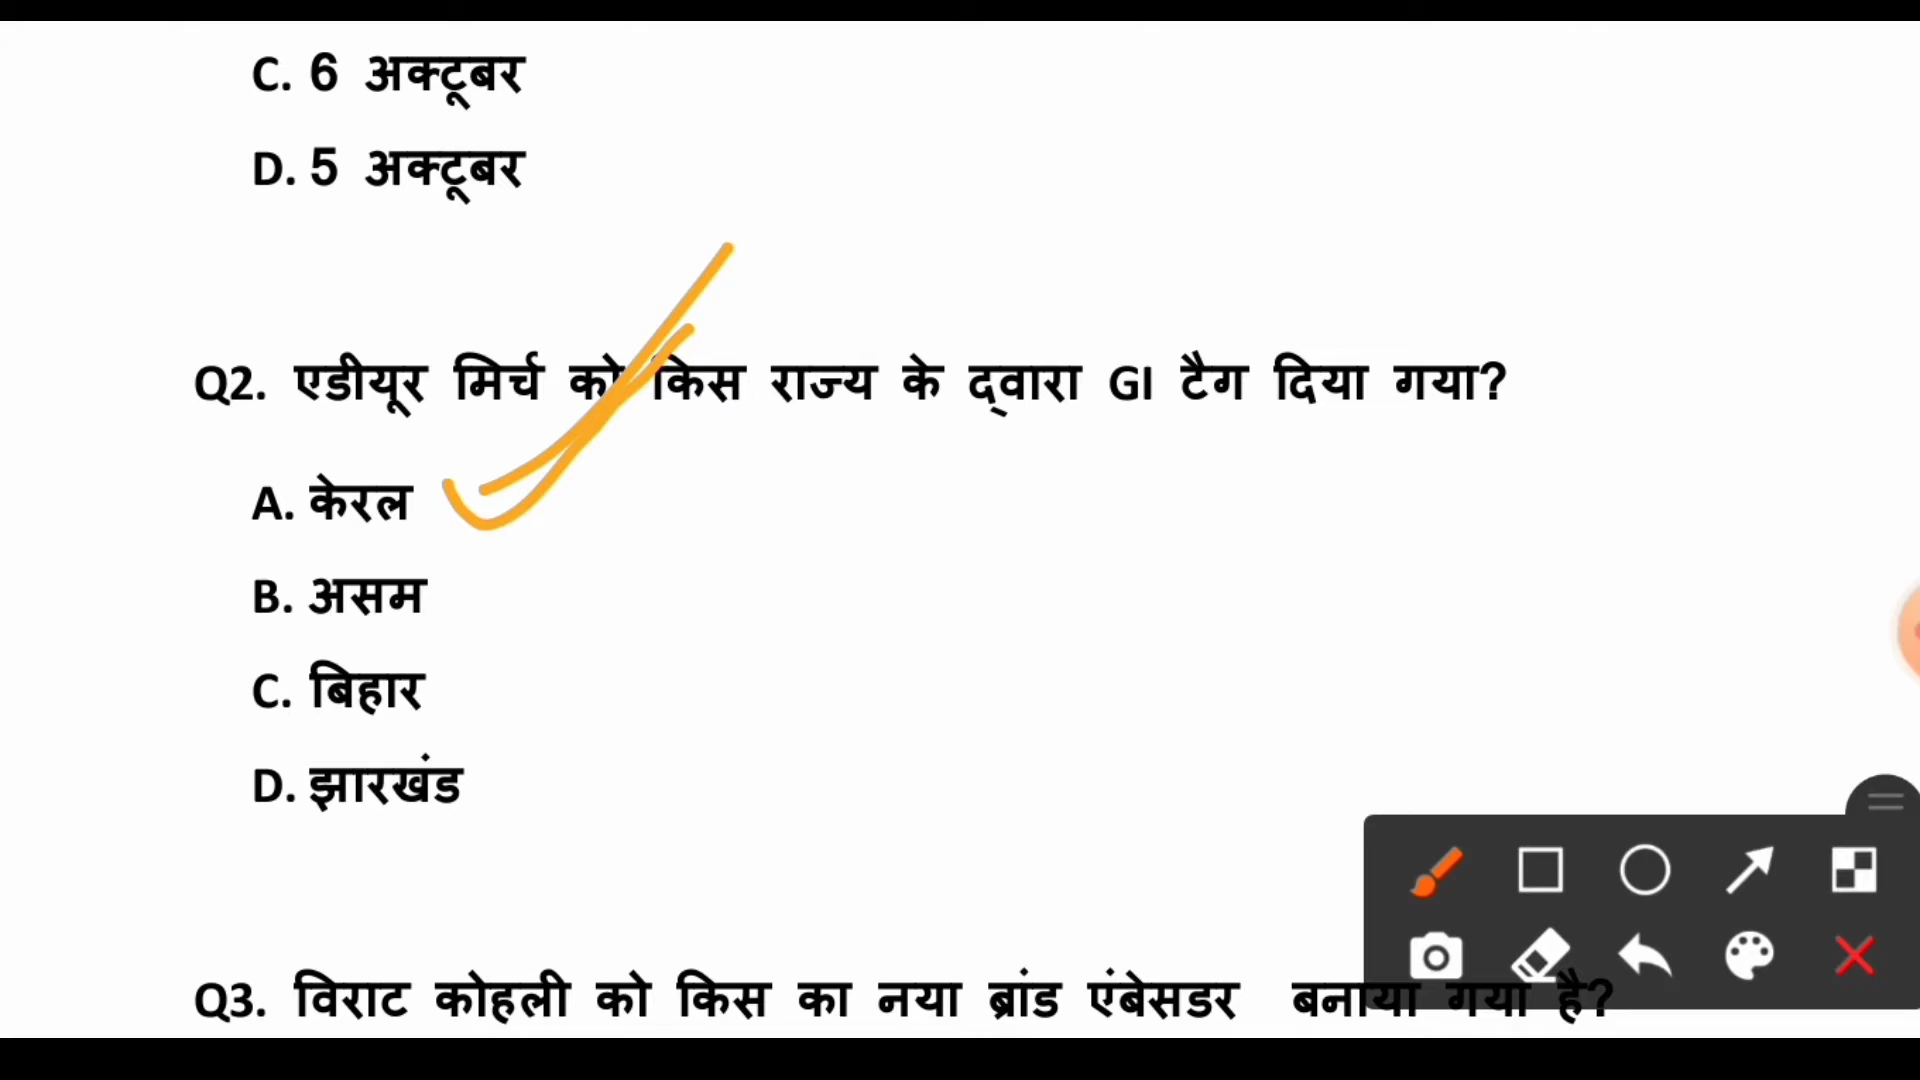 C. 6 अक्टूबर
D. 5 अक्टूबर
Q2. एडीयूर मिर्च को किस राज्य के द्वारा GI टैग दिया गया?
A. केरल
B. असम
C. बिहार
D. झारखंड
Q3. विराट कोहली को किस का नया ब्रांड एंबेसडर बनाया गया है?